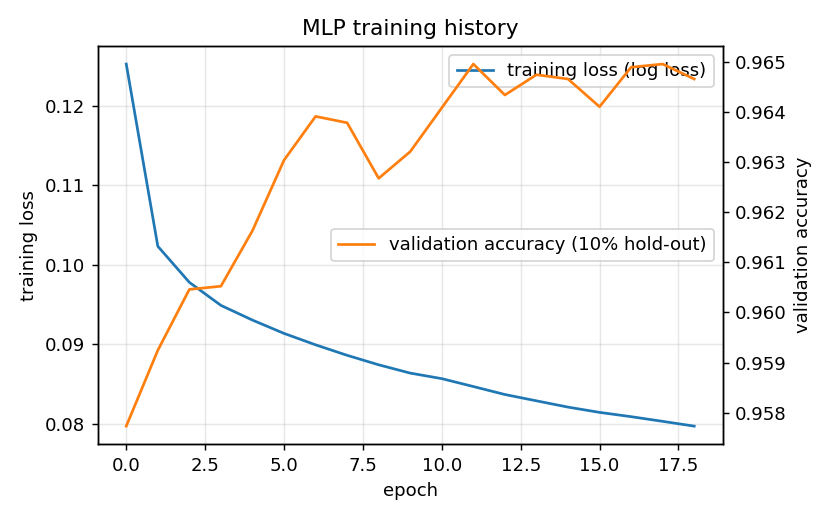 MLP training history
training loss (log loss)
validation accuracy (10% hold-out)
training loss
0.12
0.11
0.10
0.09
0.08
0.965
0.964
0.963
0.962
0.961
0.960
0.959
0.958
validation accuracy
0.0 2.5 5.0 7.5 10.0 12.5 15.0 17.5
epoch